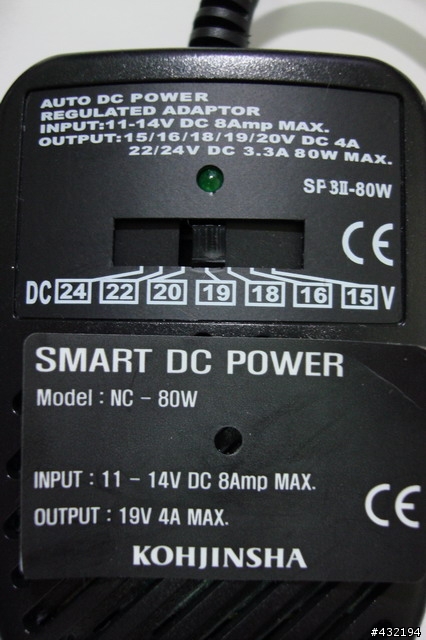 AUTO DC POWER
REGULATED ADAPTOR
INPUT:11-14V DC 8Amp MAX.
OUTPUT:15/16/18/19/20V DC 4A
22/24V DC 3.3A 80W MAX.
SP3Ⅱ-80W
CE
DC 24 22 20 19 18 16 15 V
SMART DC POWER
Model : NC - 80W
INPUT : 11 - 14V DC 8Amp MAX.
OUTPUT : 19V 4A MAX.
CE
KOHJINSHA
#432194